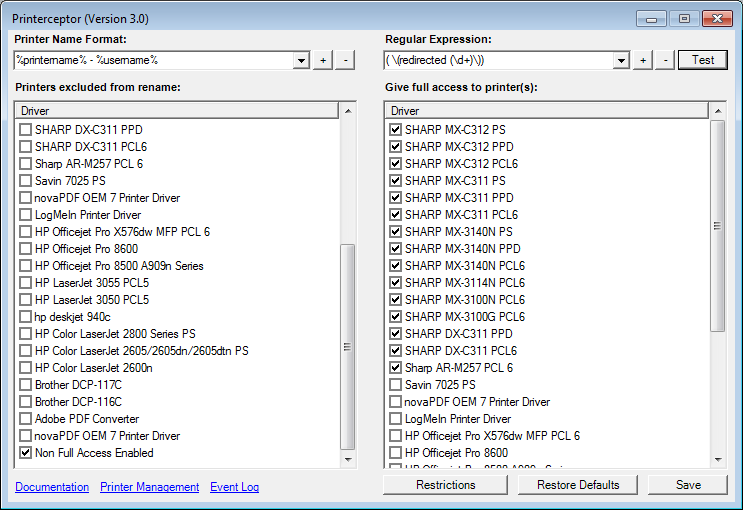 Printerceptor (Version 3.0)
Printer Name Format:
%printername% - %username%
+ -
Regular Expression:
( \(redirected (\d+)\))
+ -
Test
Printers excluded from rename:
Driver
SHARP DX-C311 PPD
SHARP DX-C311 PCL6
Sharp AR-M257 PCL 6
Savin 7025 PS
novaPDF OEM 7 Printer Driver
LogMeIn Printer Driver
HP Officejet Pro X576dw MFP PCL 6
HP Officejet Pro 8600
HP Officejet Pro 8500 A909n Series
HP LaserJet 3055 PCL5
HP LaserJet 3050 PCL5
hp deskjet 940c
HP Color LaserJet 2800 Series PS
HP Color LaserJet 2605/2605dn/2605dtn PS
HP Color LaserJet 2600n
Brother DCP-117C
Brother DCP-116C
Adobe PDF Converter
novaPDF OEM 7 Printer Driver
Non Full Access Enabled
Give full access to printer(s):
Driver
SHARP MX-C312 PS
SHARP MX-C312 PPD
SHARP MX-C312 PCL6
SHARP MX-C311 PS
SHARP MX-C311 PPD
SHARP MX-C311 PCL6
SHARP MX-3140N PS
SHARP MX-3140N PPD
SHARP MX-3140N PCL6
SHARP MX-3114N PCL6
SHARP MX-3100N PCL6
SHARP MX-3100G PCL6
SHARP DX-C311 PPD
SHARP DX-C311 PCL6
Sharp AR-M257 PCL 6
Savin 7025 PS
novaPDF OEM 7 Printer Driver
LogMeIn Printer Driver
HP Officejet Pro X576dw MFP PCL 6
HP Officejet Pro 8600
HP Officejet Pro 8500 A909n Series
Documentation Printer Management Event Log
Restrictions
Restore Defaults
Save